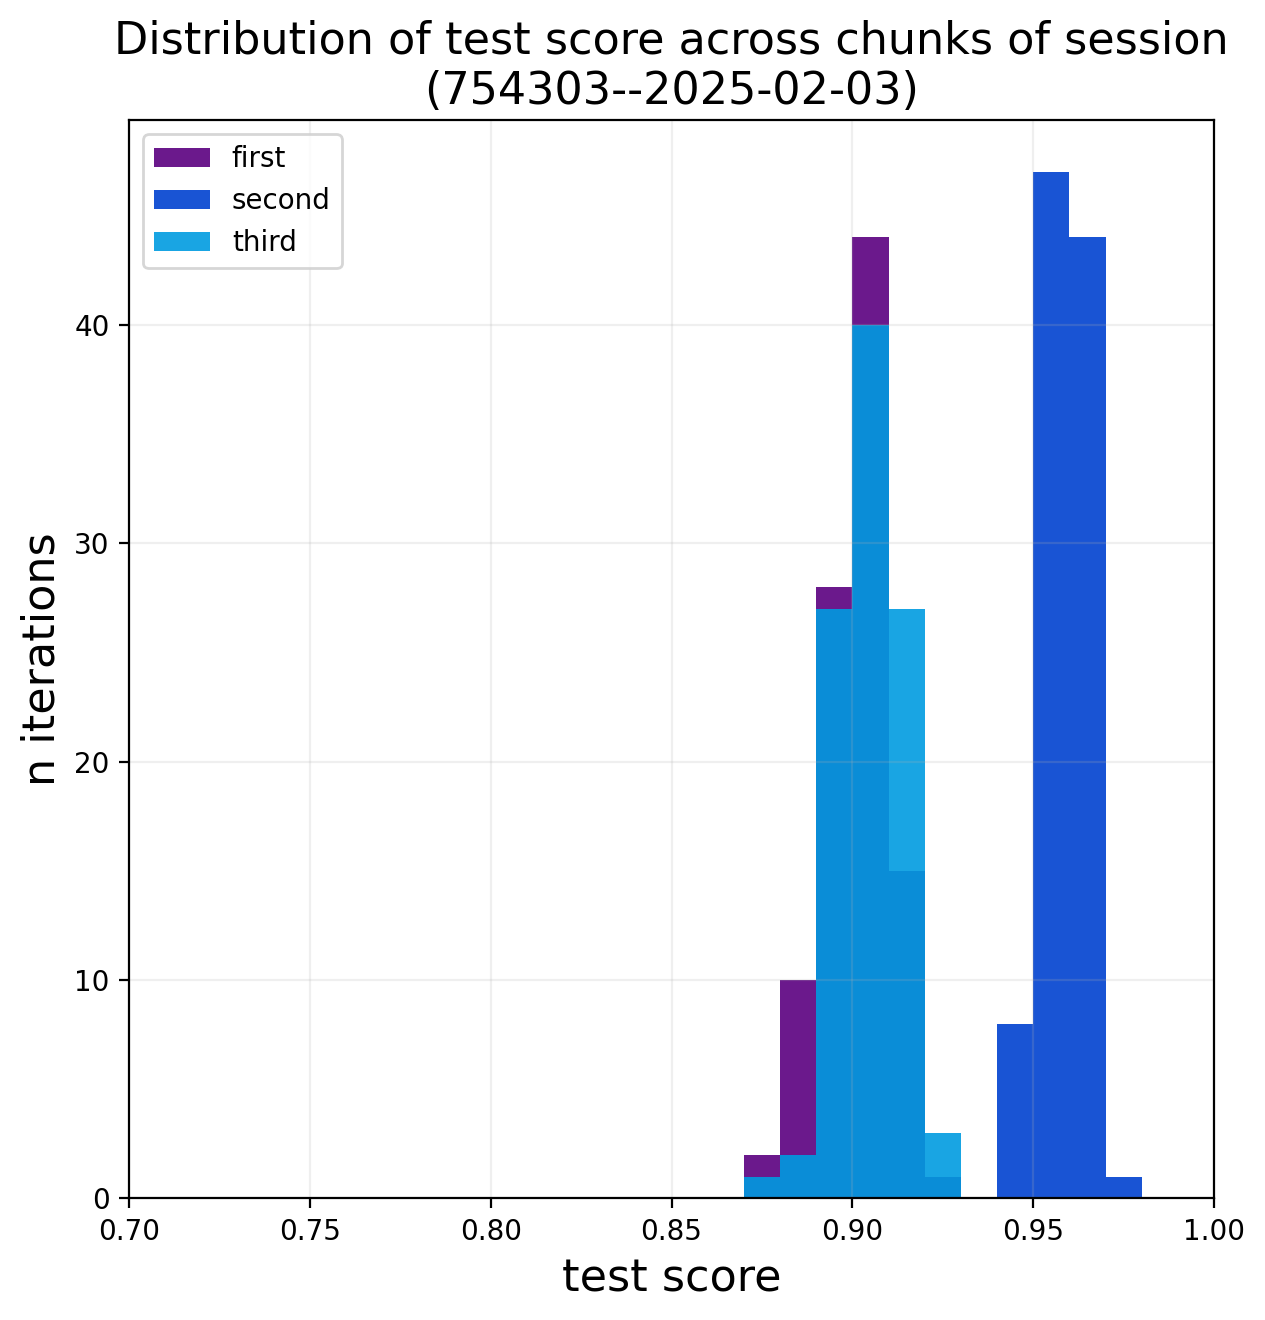 Distribution of test score across chunks of session
(754303--2025-02-03)
first
second
third
40
30
20
10
0
n iterations
0.70 0.75 0.80 0.85 0.90 0.95 1.00
test score